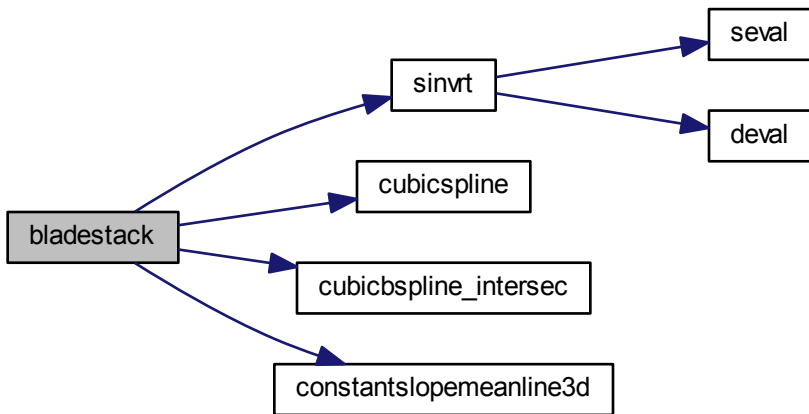 bladestack
sinvrt
seval
deval
cubicspline
cubicbspline_intersec
constantslopemeanline3d